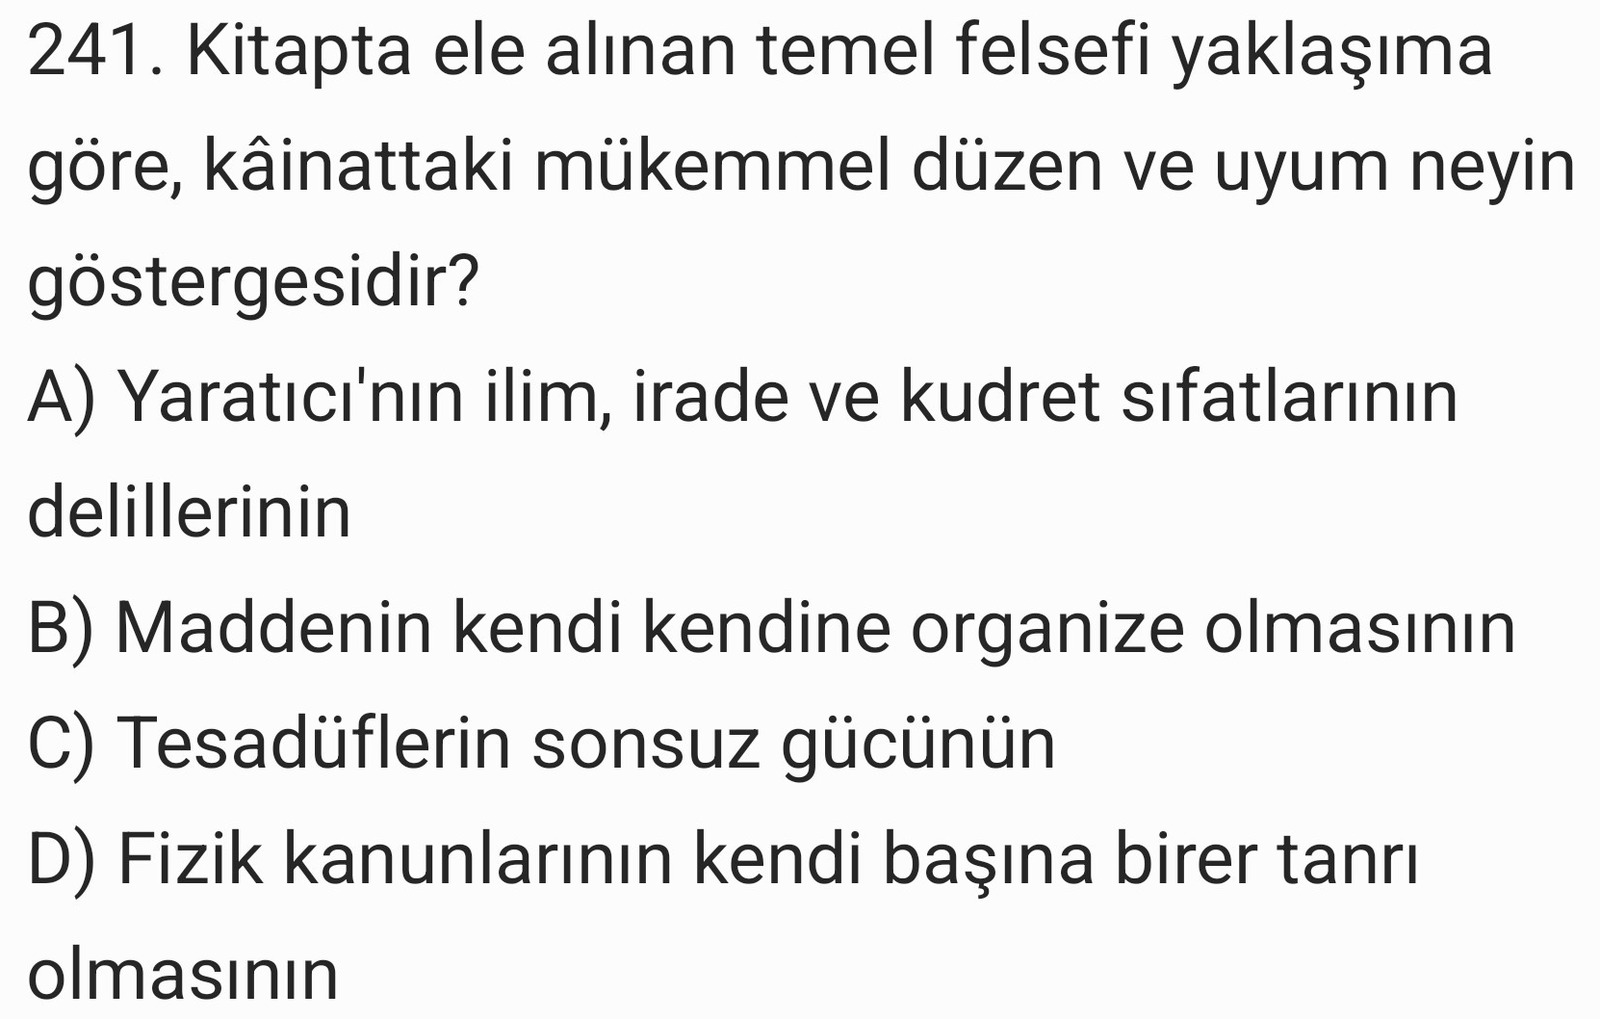 241. Kitapta ele alınan temel felsefi yaklaşıma
göre, kâinattaki mükemmel düzen ve uyum neyin
göstergesidir?
A) Yaratıcı'nın ilim, irade ve kudret sıfatlarının
delillerinin
B) Maddenin kendi kendine organize olmasının
C) Tesadüflerin sonsuz gücünün
D) Fizik kanunlarının kendi başına birer tanrı
olmasının